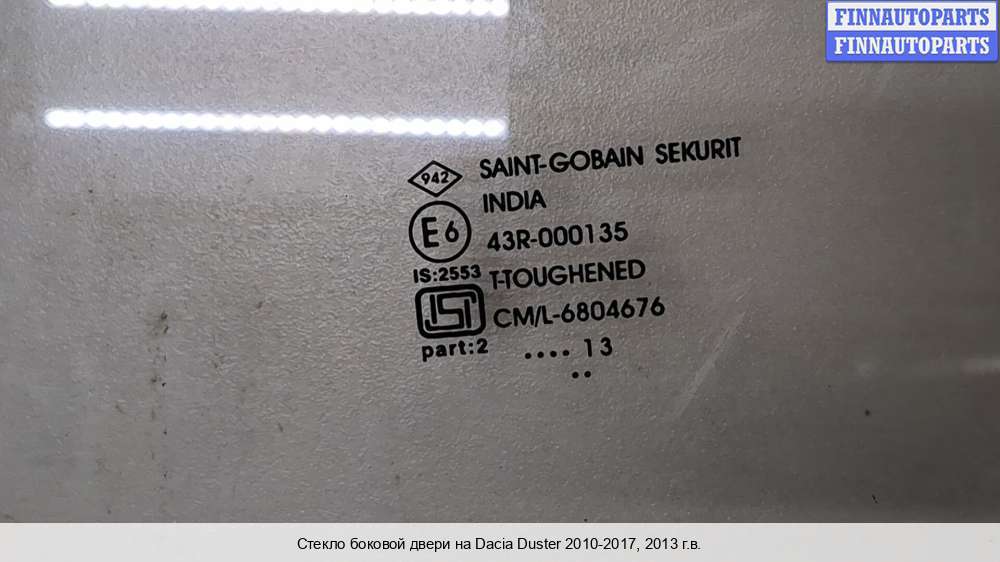 FINNAUTOPARTS
FINNAUTOPARTS
942
SAINT-GOBAIN SEKURIT
INDIA
E6
43R-000135
IS:2553
T-TOUGHENED
ISI
CM/L-6804676
part:2
.... 13
..
Стекло боковой двери на Dacia Duster 2010-2017, 2013 г.в.